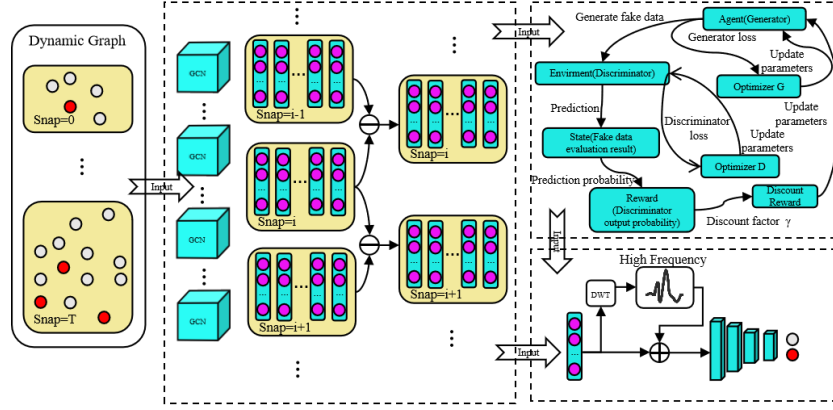 Dynamic Graph
Snap=0
...
Snap=T
Input
GCN
...
GCN
...
GCN
...
GCN
...
Snap=i-1
Snap=i
Snap=i+1
...
Snap=i
Snap=i+1
...
Input
Input
Generate fake data
Agent(Generator)
Generator loss
Update
parameters
Envirment(Discriminator)
Optimizer G
Prediction
Discriminator
loss
Update
parameters
Update
parameters
State(Fake data
evaluation result)
Optimizer D
Prediction probability
Reward
(Discriminator
output probability)
Discount
Reward
Discount factor γ
Input
High Frequency
DWT